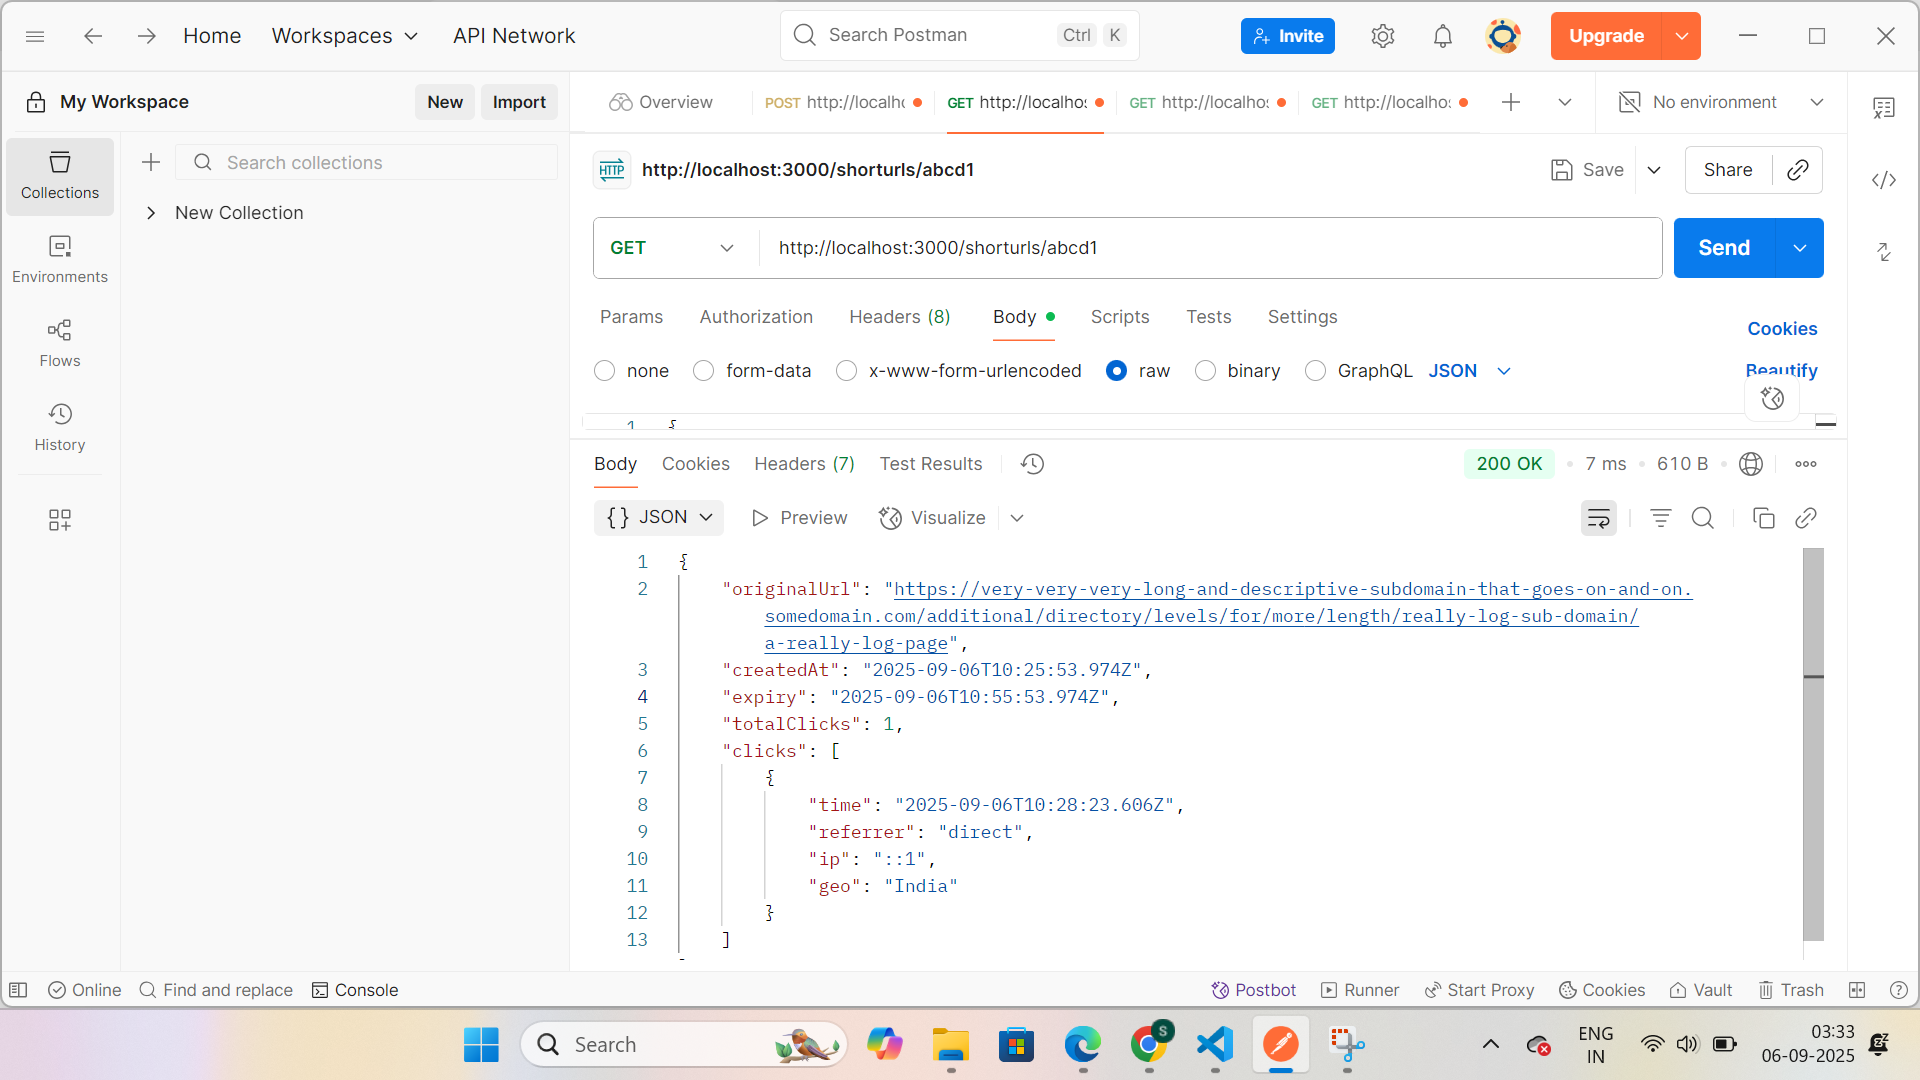 Home Workspaces API Network Search Postman Ctrl K Invite Upgrade
My Workspace New Import Overview POST http://localhc GET http://localhos GET http://localhos GET http://localhos No environment
Collections
Search collections
New Collection
Environments
Flows
History
HTTP http://localhost:3000/shorturls/abcd1 Save Share
GET http://localhost:3000/shorturls/abcd1 Send
Params Authorization Headers (8) Body Scripts Tests Settings Cookies
none form-data x-www-form-urlencoded raw binary GraphQL JSON Beautify
1 {
Body Cookies Headers (7) Test Results 200 OK 7 ms 610 B
{} JSON Preview Visualize
1 {
2 "originalUrl": "https://very-very-very-long-and-descriptive-subdomain-that-goes-on-and-on.
somedomain.com/additional/directory/levels/for/more/length/really-log-sub-domain/
a-really-log-page",
3 "createdAt": "2025-09-06T10:25:53.974Z",
4 "expiry": "2025-09-06T10:55:53.974Z",
5 "totalClicks": 1,
6 "clicks": [
7 {
8 "time": "2025-09-06T10:28:23.606Z",
9 "referrer": "direct",
10 "ip": "::1",
11 "geo": "India"
12 }
13 ]
Online Find and replace Console Postbot Runner Start Proxy Cookies Vault Trash
Search S ENG 03:33
IN 06-09-2025